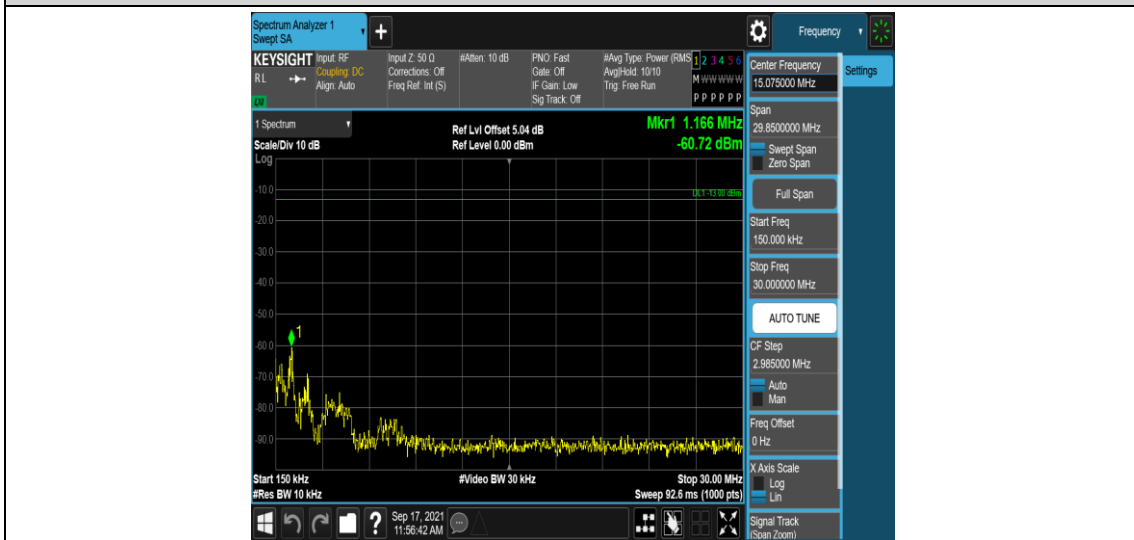 Spectrum Analyzer 1
Swept SA
+
Frequency
KEYSIGHT
RL
Input: RF
Coupling: DC
Align: Auto
Input Z: 50 Ω
Corrections: Off
Freq Ref: Int (S)
#Atten: 10 dB
PNO: Fast
Gate: Off
IF Gain: Low
Sig Track: Off
#Avg Type: Power (RMS
Avg|Hold: 10/10
Trig: Free Run
1 2 3 4 5 6
M W W W W W
P P P P P P
Center Frequency
15.075000 MHz
Settings
Span
29.8500000 MHz
Swept Span
Zero Span
Full Span
Start Freq
150.000 kHz
Stop Freq
30.000000 MHz
AUTO TUNE
CF Step
2.985000 MHz
Auto
Man
Freq Offset
0 Hz
X Axis Scale
Log
Lin
Signal Track
(Span Zoom)
1 Spectrum
Scale/Div 10 dB
Log
Ref Lvl Offset 5.04 dB
Ref Level 0.00 dBm
Mkr1 1.166 MHz
-60.72 dBm
DL1 -13.00 dBm
-10.0
-20.0
-30.0
-40.0
-50.0
-60.0
-70.0
-80.0
-90.0
1
Start 150 kHz
#Res BW 10 kHz
#Video BW 30 kHz
Stop 30.00 MHz
Sweep 92.6 ms (1000 pts)
?
Sep 17, 2021
11:56:42 AM